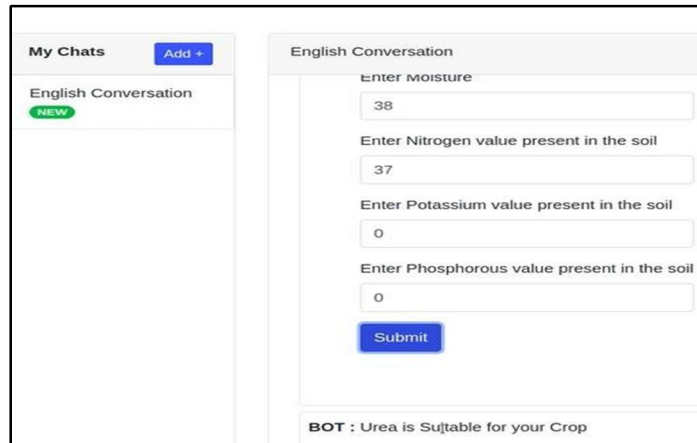 My Chats
Add +
English Conversation
NEW
English Conversation
Enter Moisture
38
Enter Nitrogen value present in the soil
37
Enter Potassium value present in the soil
0
Enter Phosphorous value present in the soil
0
Submit
BOT : Urea is Suitable for your Crop